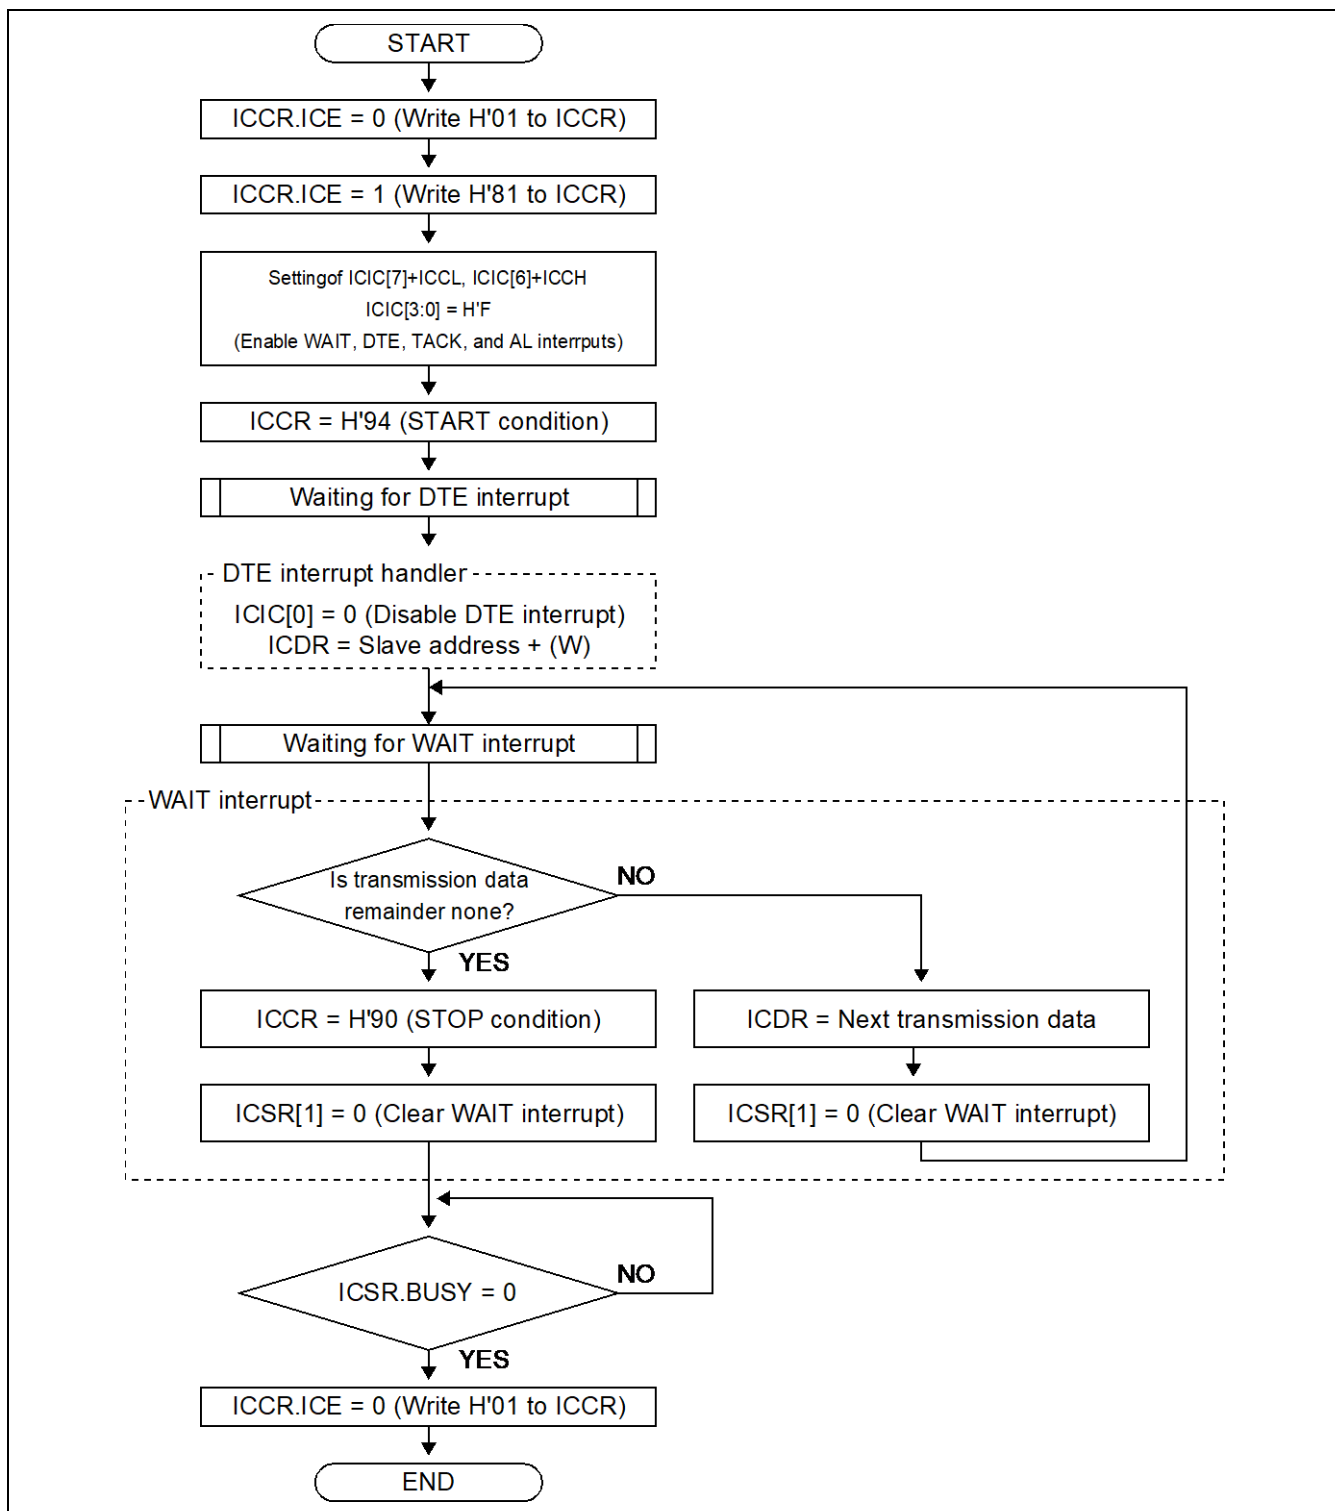 START
ICCR.ICE = 0 (Write H'01 to ICCR)
ICCR.ICE = 1 (Write H'81 to ICCR)
Settingof ICIC[7]+ICCL, ICIC[6]+ICCH
ICIC[3:0] = H'F
(Enable WAIT, DTE, TACK, and AL interrputs)
ICCR = H'94 (START condition)
Waiting for DTE interrupt
DTE interrupt handler
ICIC[0] = 0 (Disable DTE interrupt)
ICDR = Slave address + (W)
Waiting for WAIT interrupt
WAIT interrupt
Is transmission data
remainder none?
NO
YES
ICCR = H'90 (STOP condition)
ICDR = Next transmission data
ICSR[1] = 0 (Clear WAIT interrupt)
ICSR[1] = 0 (Clear WAIT interrupt)
ICSR.BUSY = 0
NO
YES
ICCR.ICE = 0 (Write H'01 to ICCR)
END